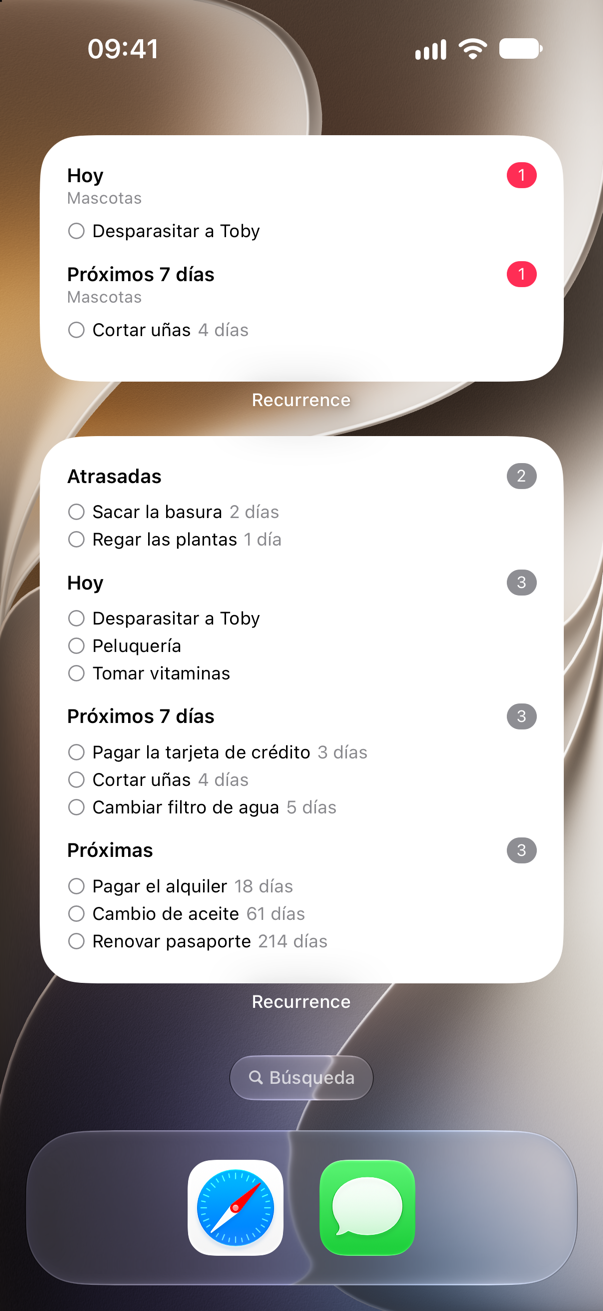 09:41
Hoy 1
Mascotas
Desparasitar a Toby
Próximos 7 días 1
Mascotas
Cortar uñas 4 días
Recurrence
Atrasadas 2
Sacar la basura 2 días
Regar las plantas 1 día
Hoy 3
Desparasitar a Toby
Peluquería
Tomar vitaminas
Próximos 7 días 3
Pagar la tarjeta de crédito 3 días
Cortar uñas 4 días
Cambiar filtro de agua 5 días
Próximas 3
Pagar el alquiler 18 días
Cambio de aceite 61 días
Renovar pasaporte 214 días
Recurrence
Búsqueda